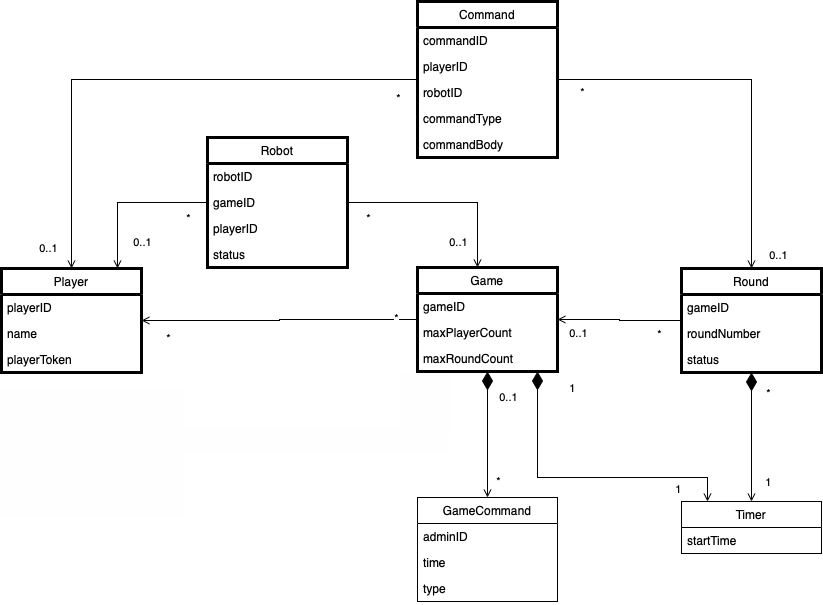 Command
commandID
playerID
robotID
commandType
commandBody
*
*
Robot
robotID
gameID
playerID
status
*
*
0..1
0..1
0..1
0..1
Player
playerID
name
playerToken
Game
gameID
maxPlayerCount
maxRoundCount
Round
gameID
roundNumber
status
*
*
0..1
*
0..1
1
*
*
1
1
GameCommand
adminID
time
type
Timer
startTime